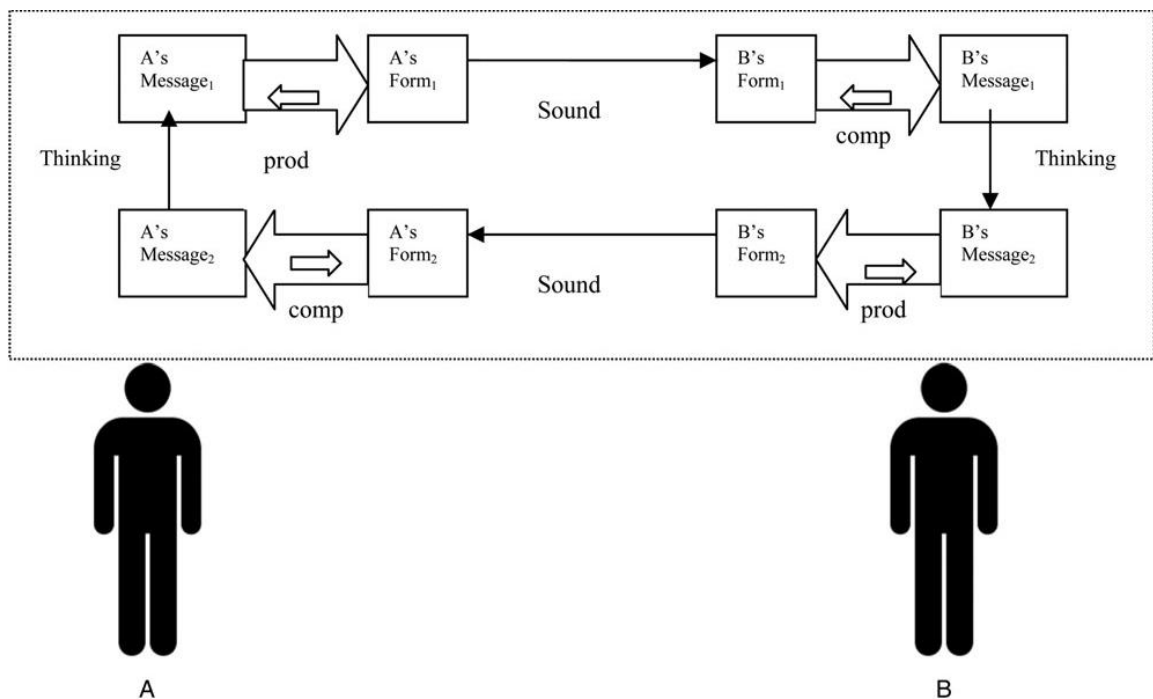 A's
Message₁
A's
Form₁
B's
Form₁
B's
Message₁
Sound
Thinking
prod
comp
Thinking
A's
Message₂
A's
Form₂
B's
Form₂
B's
Message₂
comp
Sound
prod
A
B